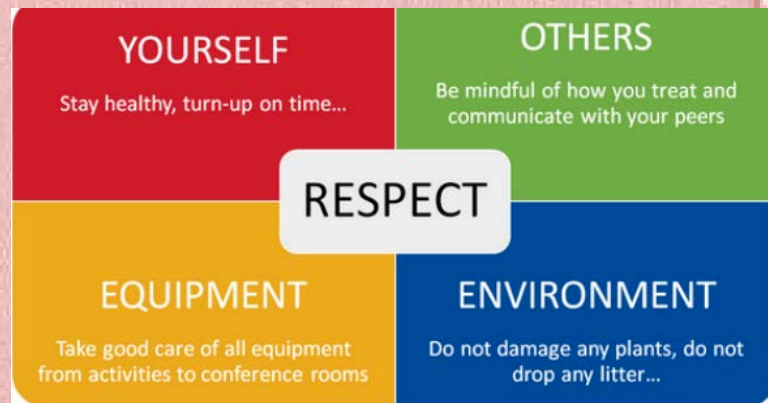 YOURSELF
Stay healthy, turn-up on time...
OTHERS
Be mindful of how you treat and
communicate with your peers
RESPECT
EQUIPMENT
Take good care of all equipment
from activities to conference rooms
ENVIRONMENT
Do not damage any plants, do not
drop any litter...